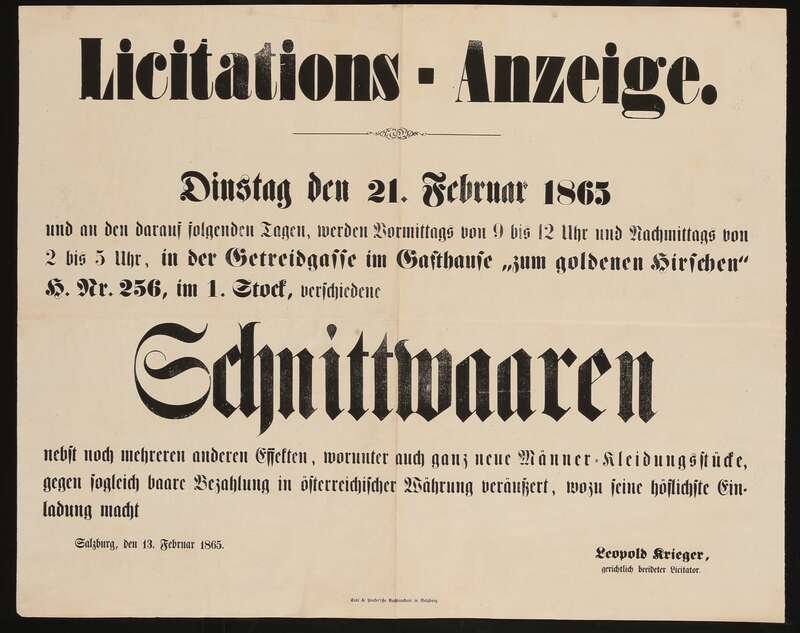 Licitations - Anzeige.
Dinstag den 21. Februar 1865
und an den darauf folgenden Tagen, werden Vormittags von 9 bis 12 Uhr und Nachmittags von
2 bis 5 Uhr, in der Getreidgasse im Gasthause „zum goldenen Hirschen“
H. Nr. 256, im 1. Stock, verschiedene
Schnittwaaren
nebst noch mehreren anderen Effekten, worunter auch ganz neue Männer-Kleidungsstücke,
gegen sogleich baare Bezahlung in österreichischer Währung veräußert, wozu seine höflichste Ein-
ladung macht
Salzburg, den 13. Februar 1865.
Leopold Krieger,
gerichtlich berideter Licitator.
in Salzburg.